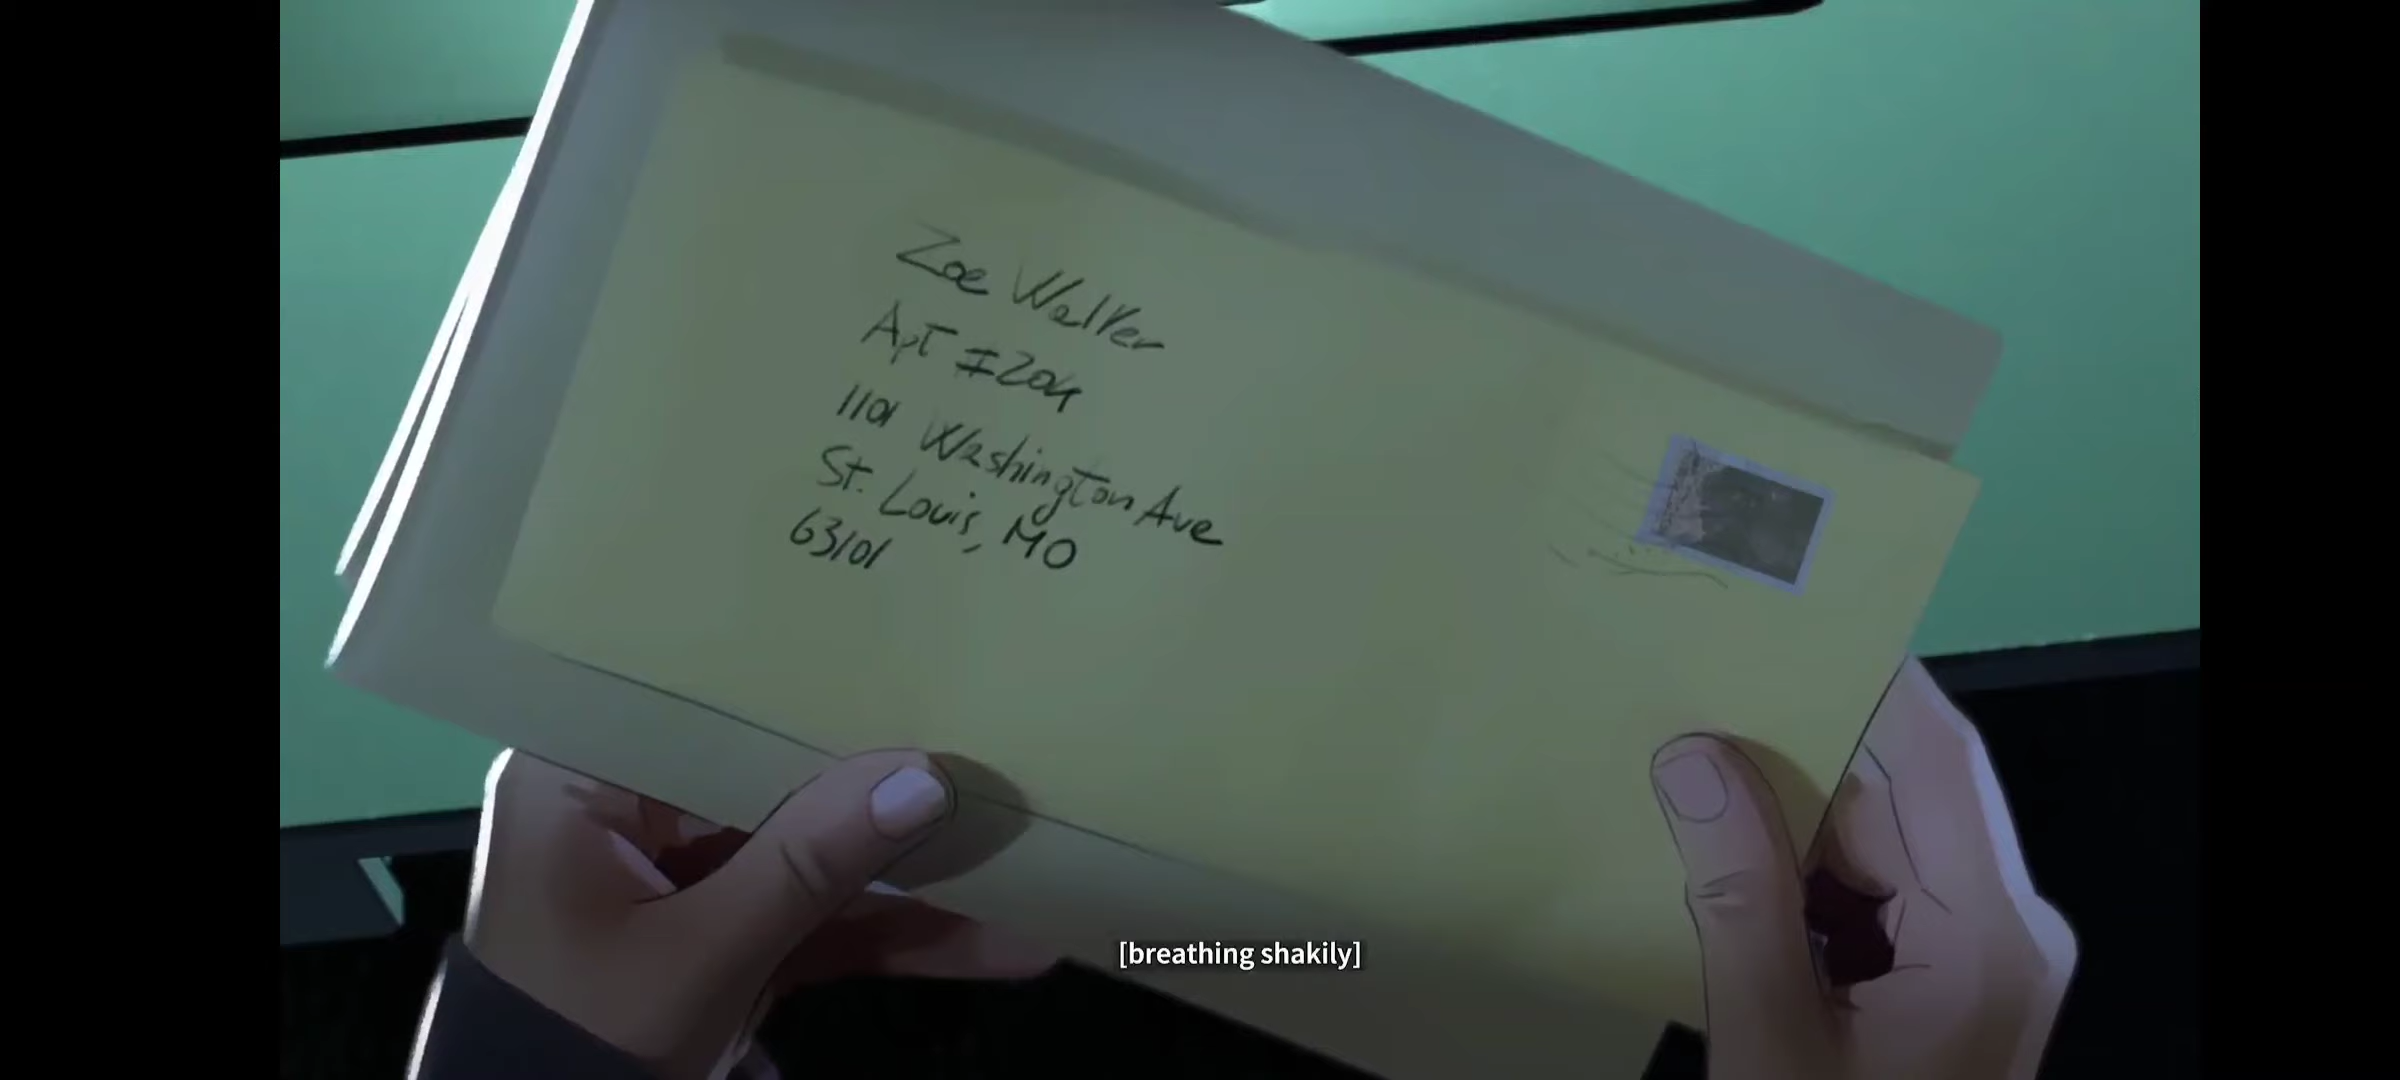 Zoe Walker
Apt #204
1101 Washington Ave
St. Louis, MO
63101
[breathing shakily]